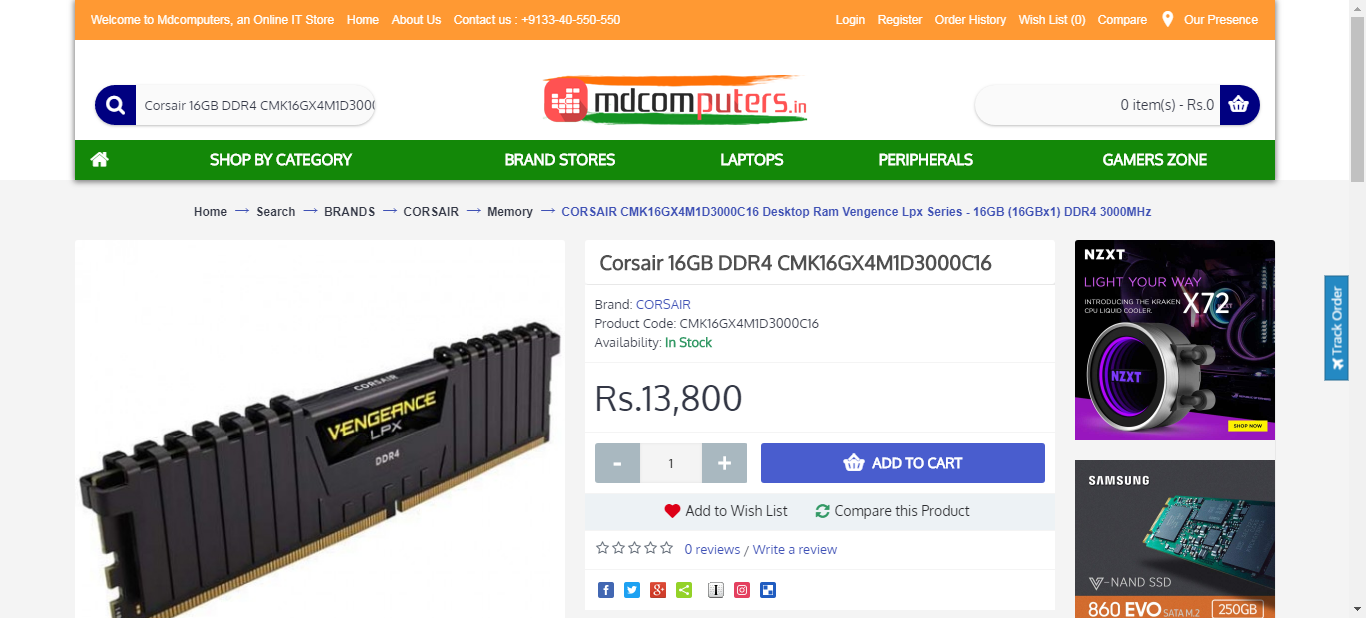 Welcome to Mdcomputers, an Online IT Store Home About Us Contact us : +9133-40-550-550 Login Register Order History Wish List (0) Compare Our Presence
Corsair 16GB DDR4 CMK16GX4M1D3000
mdcomputers.in
0 item(s) - Rs.0
SHOP BY CATEGORY BRAND STORES LAPTOPS PERIPHERALS GAMERS ZONE
Home → Search → BRANDS → CORSAIR → Memory → CORSAIR CMK16GX4M1D3000C16 Desktop Ram Vengence Lpx Series - 16GB (16GBx1) DDR4 3000MHz
CORSAIR
VENGEANCE
LPX
DDR4
Corsair 16GB DDR4 CMK16GX4M1D3000C16
Brand: CORSAIR
Product Code: CMK16GX4M1D3000C16
Availability: In Stock
Rs.13,800
- 1 + ADD TO CART
Add to Wish List Compare this Product
0 reviews / Write a review
NZXT
LIGHT YOUR WAY
INTRODUCING THE KRAKEN X72
CPU LIQUID COOLER.
NZXT
SHOP NOW
SAMSUNG
V-NAND SSD
860 EVO SATA M.2 250GB
Track Order